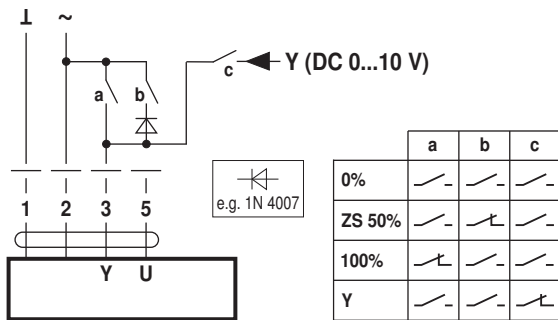 ⊥ ~
a b c Y (DC 0...10 V)
e.g. 1N 4007
1 2 3 5
Y U
a b c
0%
ZS 50%
100%
Y